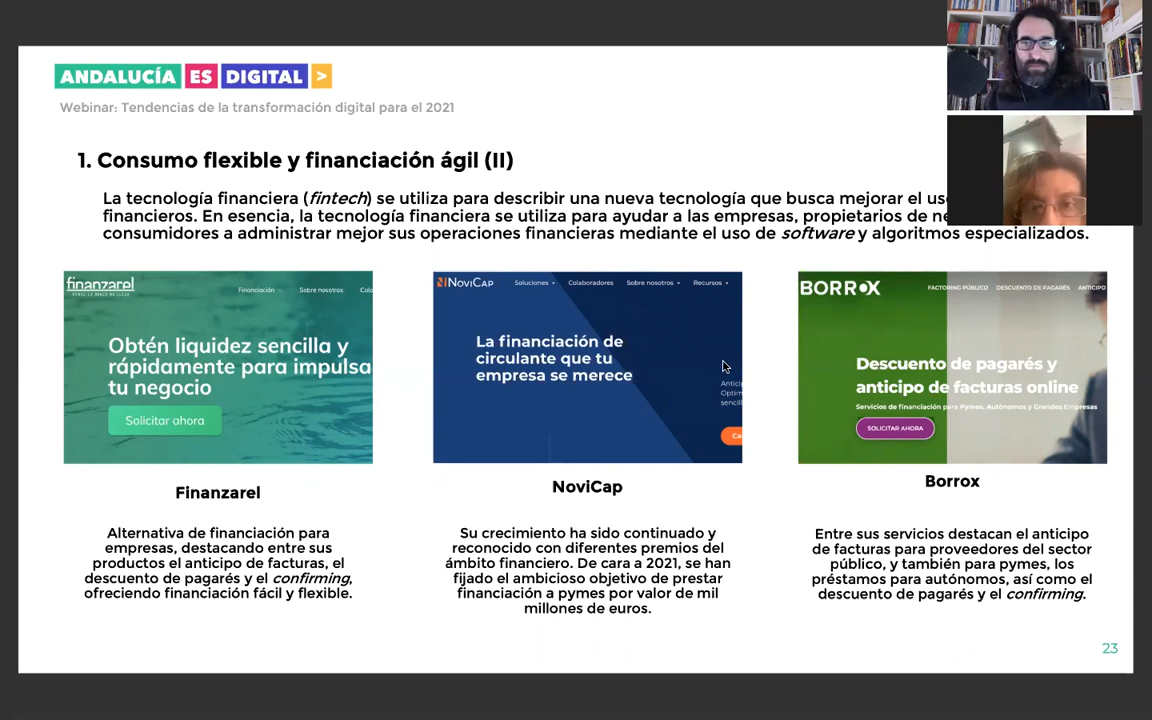 ANDALUCÍA ES DIGITAL >
Webinar: Tendencias de la transformación digital para el 2021
1. Consumo flexible y financiación ágil (II)
La tecnología financiera (fintech) se utiliza para describir una nueva tecnología que busca mejorar el
financieros. En esencia, la tecnología financiera se utiliza para ayudar a las empresas, propietarios de
consumidores a administrar mejor sus operaciones financieras mediante el uso de software y algoritmos especializados.
finanzarel
Financiación Sobre nosotros
Obtén liquidez sencilla y
rápidamente para impulsa
tu negocio
Solicitar ahora
NOVICAP
Soluciones Colaboradores Sobre nosotros Recursos
La financiación de
circulante que tu
empresa se merece
BORROX
FACTORING PÚBLICO DESCUENTO DE PAGARÉS ANTICIPO
Descuento de pagarés y
anticipo de facturas online
Servicios de financiación para Pymes, Autónomos y Grandes Empresas
SOLICITAR AHORA
Finanzarel
NoviCap
Borrox
Alternativa de financiación para
empresas, destacando entre sus
productos el anticipo de facturas, el
descuento de pagarés y el confirming,
ofreciendo financiación fácil y flexible.
Su crecimiento ha sido continuado y
reconocido con diferentes premios del
ámbito financiero. De cara a 2021, se han
fijado el ambicioso objetivo de prestar
financiación a pymes por valor de mil
millones de euros.
Entre sus servicios destacan el anticipo
de facturas para proveedores del sector
público, y también para pymes, los
préstamos para autónomos, así como el
descuento de pagarés y el confirming.
23